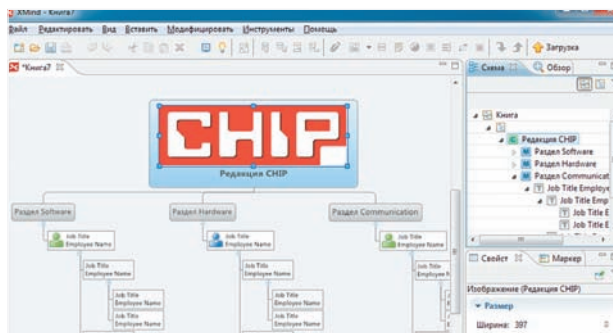 XMind - Книга7
Файл Редактировать Вид Вставить Модифицировать Инструменты Помощь
Загрузка
*Книга7
CHIP
Редакция CHIP
Раздел Software
Раздел Hardware
Раздел Communication
Job Title
Employee Name
Job Title
Employee Name
Job Title
Employee Name
Job Title
Employee Name
Job Title
Employee Name
Job Title
Employee Name
Job Title
Employee Name
Job Title
Employee Name
Job Title
Employee Name
Job Title
Employee Name
Job Title
Схема
Обзор
Книга
Редакция CHIP
Раздел Software
Раздел Hardware
Раздел Communicat
Job Title Employe
Job Title Emp
Job Title E
Job Title E
Свойст
Маркер
Изображение (Редакция CHIP)
Размер
Ширина: 397